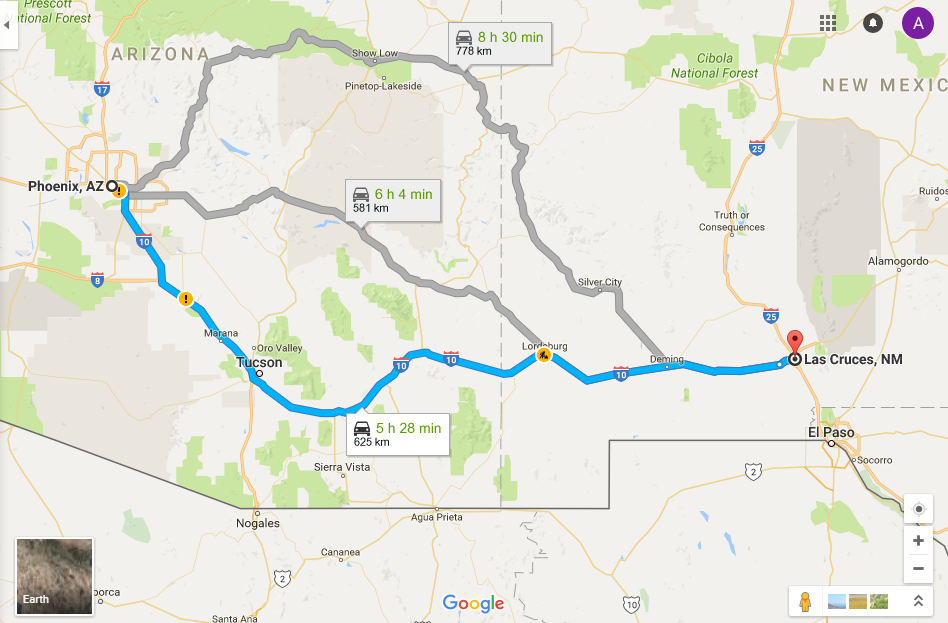 Prescott
National Forest
ARIZONA
17
Show Low
Pinetop-Lakeside
8 h 30 min
778 km
Cibola
National Forest
A
NEW MEXIC
25
Phoenix, AZ
6 h 4 min
581 km
Ruidos
Truth or
Consequences
10
8
Alamogordo
Silver City
25
Marana
Oro Valley
Tucson
Lordsburg
10
10
10
Deming
Las Cruces, NM
5 h 28 min
625 km
El Paso
Socorro
Sierra Vista
2
Nogales
Agua Prieta
Cananea
2
Earth
orca
Google
10
Santa Ana